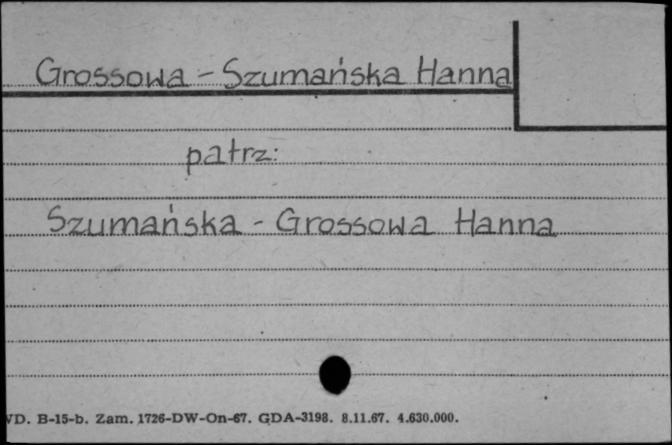 Grossowa - Szumańska Hanna
patrz:
Szumańska - Grossowa Hanna
VD. B-15-b. Zam. 1726-DW-On-67. GDA-3198. 8.11.67. 4.630.000.